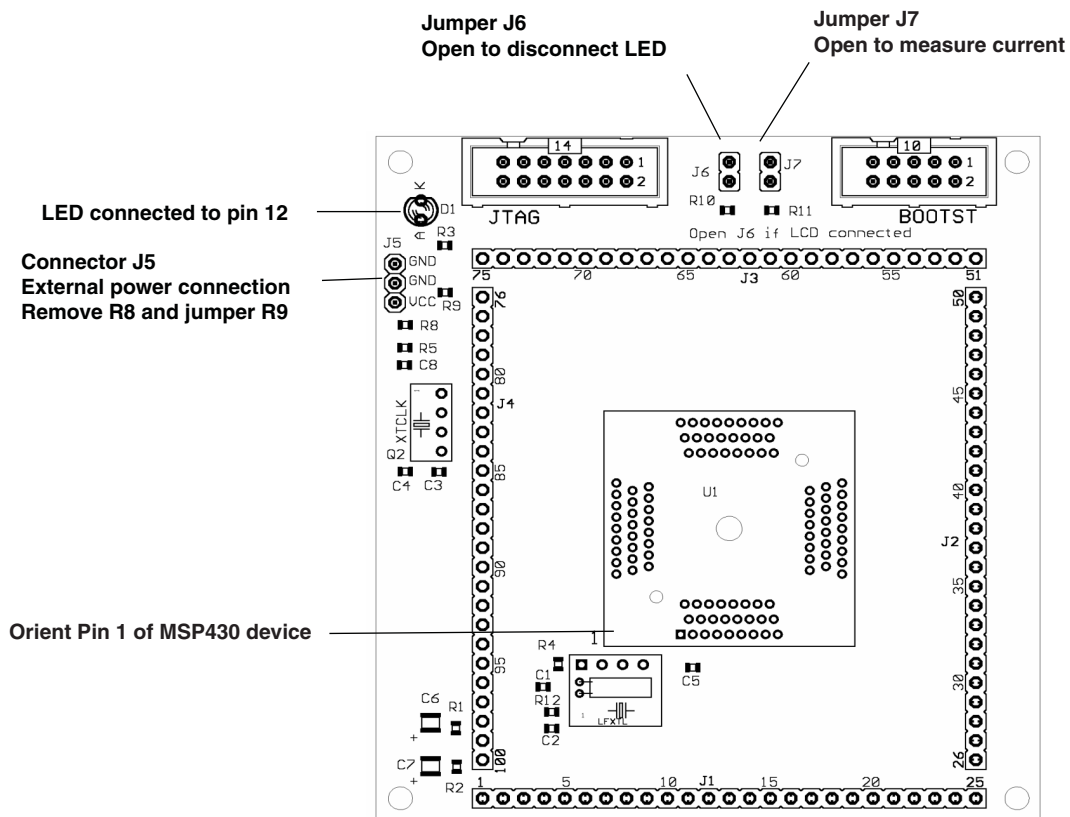 Jumper J6
Open to disconnect LED
Jumper J7
Open to measure current
14
10
1
2
J6
J7
1
2
K
LED connected to pin 12
D1
A
JTAG
R10
R11
BOOTST
Open J6 if LCD connected
J5
R3
GND
Connector J5
External power connection
Remove R8 and jumper R9
GND
VCC
R9
R8
R5
C8
75
70
65
J3
60
55
51
76
50
80
J4
45
XTCLK
Q2
85
C4
C3
U1
40
J2
90
35
Orient Pin 1 of MSP430 device
1
R4
95
C1
R12
C2
LFXTL
C5
30
C6
+
R1
C7
+
R2
100
26
1
5
10
J1
15
20
25